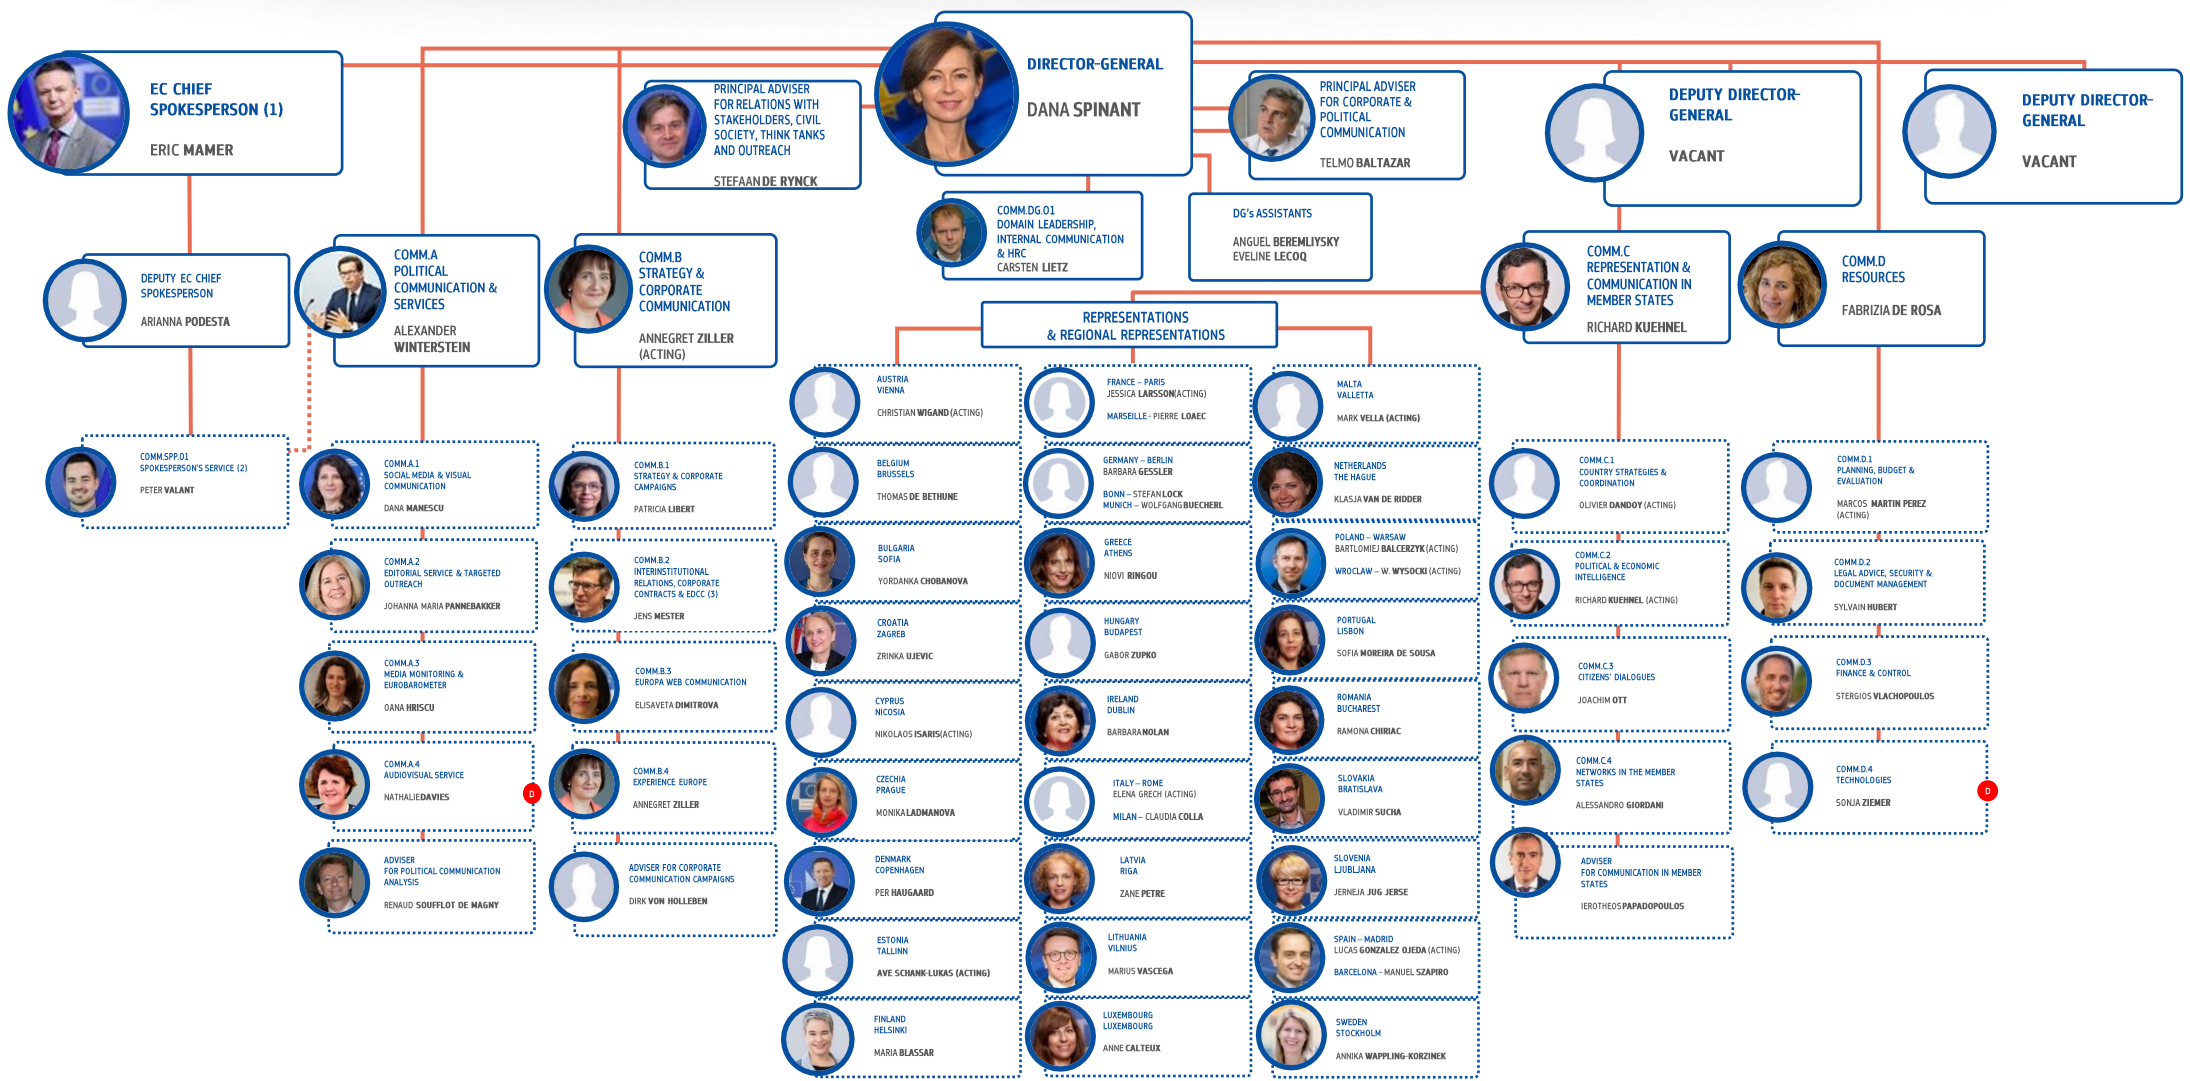 EC CHIEF
SPOKESPERSON (1)
ERIC MAMER
PRINCIPAL ADVISER
FOR RELATIONS WITH
STAKEHOLDERS, CIVIL
SOCIETY, THINK TANKS
AND OUTREACH
STEFAAN DE RYNCK
DIRECTOR-GENERAL
DANA SPINANT
PRINCIPAL ADVISER
FOR CORPORATE &
POLITICAL
COMMUNICATION
TELMO BALTAZAR
DEPUTY DIRECTOR-
GENERAL
VACANT
DEPUTY DIRECTOR-
GENERAL
VACANT
COMM.DG.01
DOMAIN LEADERSHIP,
INTERNAL COMMUNICATION
& HRC
CARSTEN LIETZ
DG's ASSISTANTS
ANGUEL BEREMLIYSKY
EVELINE LECOQ
DEPUTY EC CHIEF
SPOKESPERSON
ARIANNA PODESTA
COMM.A
POLITICAL
COMMUNICATION &
SERVICES
ALEXANDER
WINTERSTEIN
COMM.B
STRATEGY &
CORPORATE
COMMUNICATION
ANNEGRET ZILLER
(ACTING)
REPRESENTATIONS
& REGIONAL REPRESENTATIONS
COMM.C
REPRESENTATION &
COMMUNICATION IN
MEMBER STATES
RICHARD KUEHNEL
COMM.D
RESOURCES
FABRIZIA DE ROSA
COMM.SPP.01
SPOKESPERSON'S SERVICE (2)
PETER VALANT
COMM.A.1
SOCIAL MEDIA & VISUAL
COMMUNICATION
DANA MANESCU
COMM.A.2
EDITORIAL SERVICE & TARGETED
OUTREACH
JOHANNA MARIA PANNEBAKKER
COMM.A.3
MEDIA MONITORING &
EUROBAROMETER
OANA HRISCU
COMM.A.4
AUDIOVISUAL SERVICE
NATHALIE DAVIES
D
ADVISER
FOR POLITICAL COMMUNICATION
ANALYSIS
RENAUD SOUFFLOT DE MAGNY
COMM.B.1
STRATEGY & CORPORATE
CAMPAIGNS
PATRICIA LIBERT
COMM.B.2
INTERINSTITUTIONAL
RELATIONS, CORPORATE
CONTRACTS & EDCC (3)
JENS MESTER
COMM.B.3
EUROPA WEB COMMUNICATION
ELISAVETA DIMITROVA
COMM.B.4
EXPERIENCE EUROPE
ANNEGRET ZILLER
ADVISER FOR CORPORATE
COMMUNICATION CAMPAIGNS
DIRK VON HOLLEBEN
AUSTRIA
VIENNA
CHRISTIAN WIGAND (ACTING)
BELGIUM
BRUSSELS
THOMAS DE BETHUNE
BULGARIA
SOFIA
YORDANKA CHOBANOVA
CROATIA
ZAGREB
ZRINKA UJEVIC
CYPRUS
NICOSIA
NIKOLAOS ISARIS(ACTING)
CZECHIA
PRAGUE
MONIKA LADMANOVA
DENMARK
COPENHAGEN
PER HAUGAARD
ESTONIA
TALLINN
AVE SCHANK-LUKAS (ACTING)
FINLAND
HELSINKI
MARIA BLASSAR
FRANCE – PARIS
JESSICA LARSSON(ACTING)
MARSEILLE - PIERRE LOAEC
GERMANY – BERLIN
BARBARA GESSLER
BONN – STEFAN LOCK
MUNICH – WOLFGANG BUECHERL
GREECE
ATHENS
NIOVI RINGOU
HUNGARY
BUDAPEST
GABOR ZUPKO
IRELAND
DUBLIN
BARBARA NOLAN
ITALY – ROME
ELENA GRECH (ACTING)
MILAN – CLAUDIA COLLA
LATVIA
RIGA
ZANE PETRE
LITHUANIA
VILNIUS
MARIUS VASCEGA
LUXEMBOURG
LUXEMBOURG
ANNE CALTEUX
MALTA
VALLETTA
MARK VELLA (ACTING)
NETHERLANDS
THE HAGUE
KLASJA VAN DE RIDDER
POLAND – WARSAW
BARTLOMIEJ BALCERZYK (ACTING)
WROCLAW – W. WYSOCKI (ACTING)
PORTUGAL
LISBON
SOFIA MOREIRA DE SOUSA
ROMANIA
BUCHAREST
RAMONA CHIRIAC
SLOVAKIA
BRATISLAVA
VLADIMIR SUCHA
SLOVENIA
LJUBLJANA
JERNEJA JUG JERSE
SPAIN – MADRID
LUCAS GONZALEZ OJEDA (ACTING)
BARCELONA - MANUEL SZAPIRO
SWEDEN
STOCKHOLM
ANNIKA WAPPLING-KORZINEK
COMM.C.1
COUNTRY STRATEGIES &
COORDINATION
OLIVIER DANDOY (ACTING)
COMM.C.2
POLITICAL & ECONOMIC
INTELLIGENCE
RICHARD KUEHNEL (ACTING)
COMM.C.3
CITIZENS' DIALOGUES
JOACHIM OTT
COMM.C.4
NETWORKS IN THE MEMBER
STATES
ALESSANDRO GIORDANI
ADVISER
FOR COMMUNICATION IN MEMBER
STATES
IEROTHEOS PAPADOPOULOS
COMM.D.1
PLANNING, BUDGET &
EVALUATION
MARCOS MARTIN PEREZ
(ACTING)
COMM.D.2
LEGAL ADVICE, SECURITY &
DOCUMENT MANAGEMENT
SYLVAIN HUBERT
COMM.D.3
FINANCE & CONTROL
STERGIOS VLACHOPOULOS
COMM.D.4
TECHNOLOGIES
SONJA ZIEMER
D